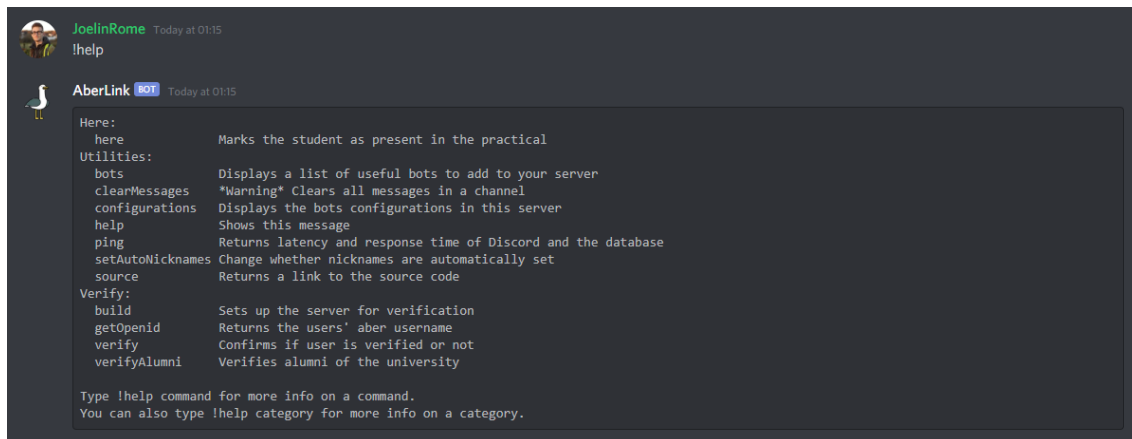 JoelinRome Today at 01:15
!help
AberLink BOT Today at 01:15
Here:
  here           Marks the student as present in the practical
Utilities:
  bots           Displays a list of useful bots to add to your server
  clearMessages  *Warning* Clears all messages in a channel
  configurations Displays the bots configurations in this server
  help           Shows this message
  ping           Returns latency and response time of Discord and the database
  setAutoNicknames Change whether nicknames are automatically set
  source         Returns a link to the source code
Verify:
  build          Sets up the server for verification
  getOpenid      Returns the users' aber username
  verify         Confirms if user is verified or not
  verifyAlumni   Verifies alumni of the university
Type !help command for more info on a command.
You can also type !help category for more info on a category.